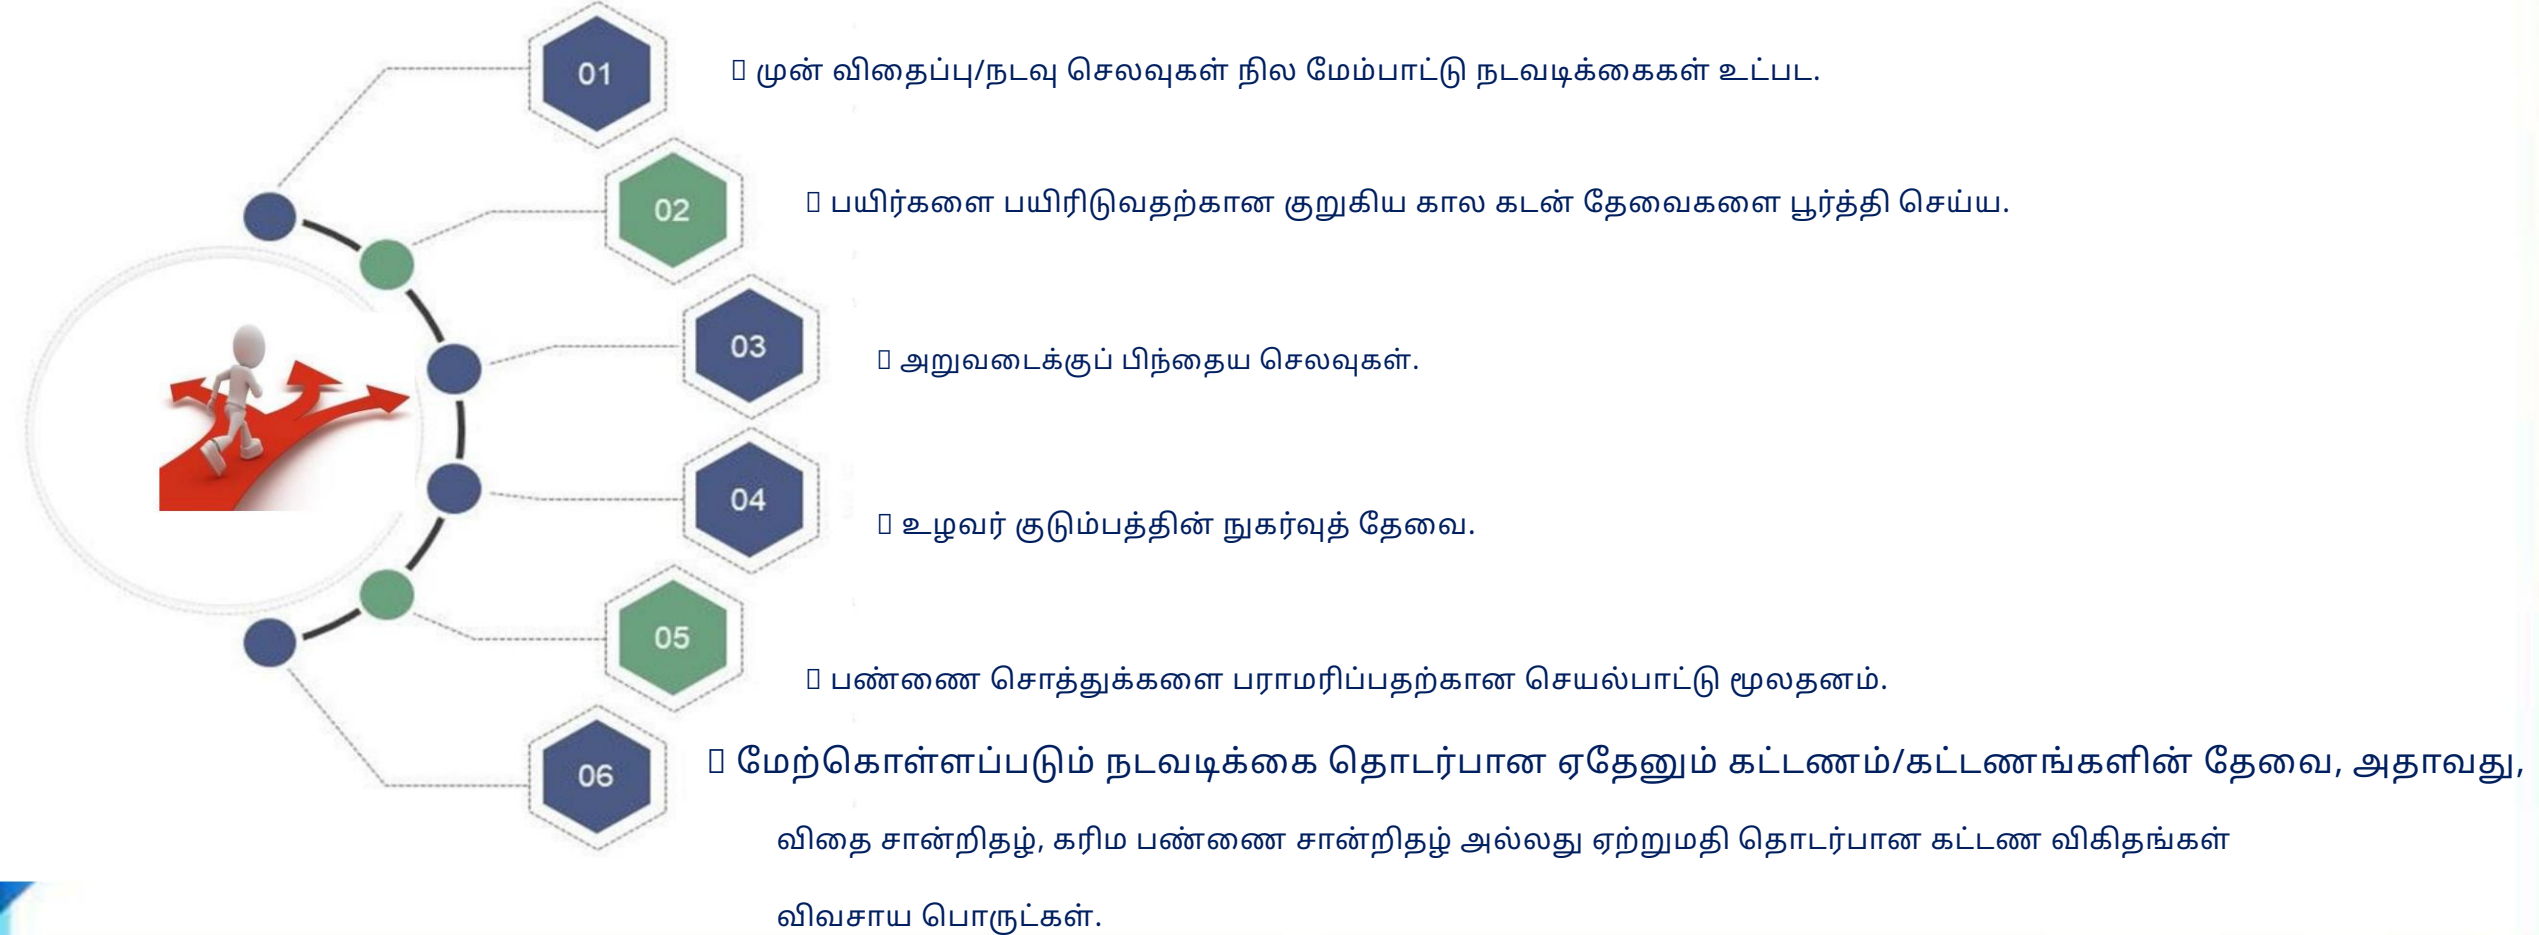 01
▯ முன் விதைப்பு/நடவு செலவுகள் நில மேம்பாட்டு நடவடிக்கைகள் உட்பட.
02
▯ பயிர்களை பயிரிடுவதற்கான குறுகிய கால கடன் தேவைகளை பூர்த்தி செய்ய.
03
▯ அறுவடைக்குப் பிந்தைய செலவுகள்.
04
▯ உழவர் குடும்பத்தின் நுகர்வுத் தேவை.
05
▯ பண்ணை சொத்துக்களை பராமரிப்பதற்கான செயல்பாட்டு மூலதனம்.
06
▯ மேற்கொள்ளப்படும் நடவடிக்கை தொடர்பான ஏதேனும் கட்டணம்/கட்டணங்களின் தேவை, அதாவது,
விதை சான்றிதழ், கரிம பண்ணை சான்றிதழ் அல்லது ஏற்றுமதி தொடர்பான கட்டண விகிதங்கள்
விவசாய பொருட்கள்.